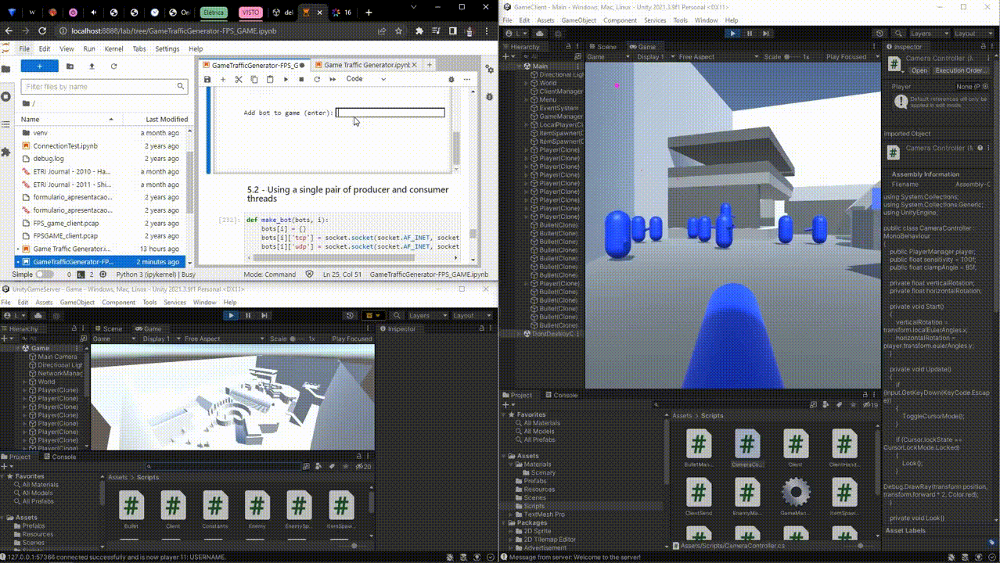 On
Elétrica
VISTO
del
16
localhost:8888/lab/tree/GameTrafficGenerator-FPS_GAME.ipynb
File Edit View Run Kernel Tabs Settings Help
Filter files by name
/
Name Last Modified
venv a month ago
ConnectionTest.ipynb 2 years ago
debug.log 2 years ago
ETRI Journal - 2010 - Ha... a month ago
ETRI Journal - 2011 - Shi... a month ago
formulario_apresentacao... 2 years ago
formulario_apresentacao... 2 years ago
FPS_game_client.pcap 2 years ago
FPSGAME_client.pcap 2 years ago
Game Traffic Generator.i... 13 hours ago
GameTrafficGenerator-FP... 2 minutes ago
GameTrafficGenerator-FPS_G
Game Traffic Generator.ipynb
Code
Add bot to game (enter):
5.2 - Using a single pair of producer and consumer
threads
[292]: def make_bot(bots, i):
bots[i] = {}
bots[i]['tcp'] = socket.socket(socket.AF_INET, socket
bots[i]['udp'] = socket.socket(socket.AF_INET, socket
Simple 0 2 Python 3 (ipykernel) | Busy Mode: Command Ln 25, Col 51 GameTrafficGenerator-FPS_GAME.ipynb
UnityGameServer - Game - Windows, Mac, Linux - Unity 2021.3.9f1 Personal <DX11>
File Edit Assets GameObject Component Tools Services Window Help
L Layers Layout
Hierarchy Scene Game Inspector
All Game Display 1 Free Aspect Scale 1x Play Focused
Game
Main Camera
Directional Ligh
NetworkManag
World
Player(Clone)
Player(Clone)
Player(Clone)
Player(Clone)
Player(Clone)
Player(Clone)
Player(Clone)
Player(Clone)
Project Console
20
Favorites
All Materials
All Models
All Prefabs
Assets
Prefabs
Resources
Scenes
Scripts
Assets > Scripts
Bullet Client Constants Enemy EnemySp... ItemSpaw...
127.0.0.1:57366 connected successfully and is now player 11: USERNAME.
GameClient - Main - Windows, Mac, Linux - Unity 2021.3.9f1 Personal <DX11>
File Edit Assets GameObject Component Services Tools Window Help
L Layers Layout
Hierarchy Scene Game Inspector
All Game Display 1 Free Aspect Scale 1x Play Focused
Main
Directional Ligh
World
ClientManager
Menu
EventSystem
GameManager
LocalPlayer(Cl
ItemSpawner(C
ItemSpawner(C
Player(Clone)
Player(Clone)
Player(Clone)
Player(Clone)
Player(Clone)
Player(Clone)
Player(Clone)
Player(Clone)
Bullet(Clone)
Bullet(Clone)
Bullet(Clone)
Bullet(Clone)
Bullet(Clone)
Bullet(Clone)
Bullet(Clone)
Bullet(Clone)
Player(Clone)
Bullet(Clone)
Bullet(Clone)
Bullet(Clone)
Bullet(Clone)
Bullet(Clone)
DontDestroyO
Camera Controller (M
Open Execution Order...
Player None (P
Default references will only be
applied in edit mode.
Imported Object
Camera Controller (M
Assembly Information
Filename Assembly-C
using System.Collections;
using System.Collections.Generic;
using UnityEngine;
public class CameraController :
MonoBehaviour
{
public PlayerManager player;
public float sensitivity = 100f;
public float clampAngle = 85f;
private float verticalRotation;
private float horizontalRotation;
private void Start()
{
verticalRotation =
transform.localEulerAngles.x;
horizontalRotation =
player.transform.eulerAngles.y;
}
private void Update()
{
if
(Input.GetKeyDown(KeyCode.Escap
e))
{
ToggleCursorMode();
}
if (Cursor.lockState ==
CursorLockMode.Locked)
{
Look();
}
Debug.DrawRay(transform.position,
transform.forward * 2, Color.red);
}
private void Look()
Asset Labels
Project Console
19
Favorites
All Materials
All Models
All Prefabs
Assets
Materials
Scenary
Prefabs
Resources
Scenes
Scripts
TextMesh Pro
Packages
2D Sprite
2D Tilemap Editor
Advertisement
Assets > Scripts
BulletMan... CameraCo... Client ClientHand...
ClientSend EnemyMa... GameMan... ItemSpaw...
Assets/Scripts/CameraController.cs
Message from server: Welcome to the server!